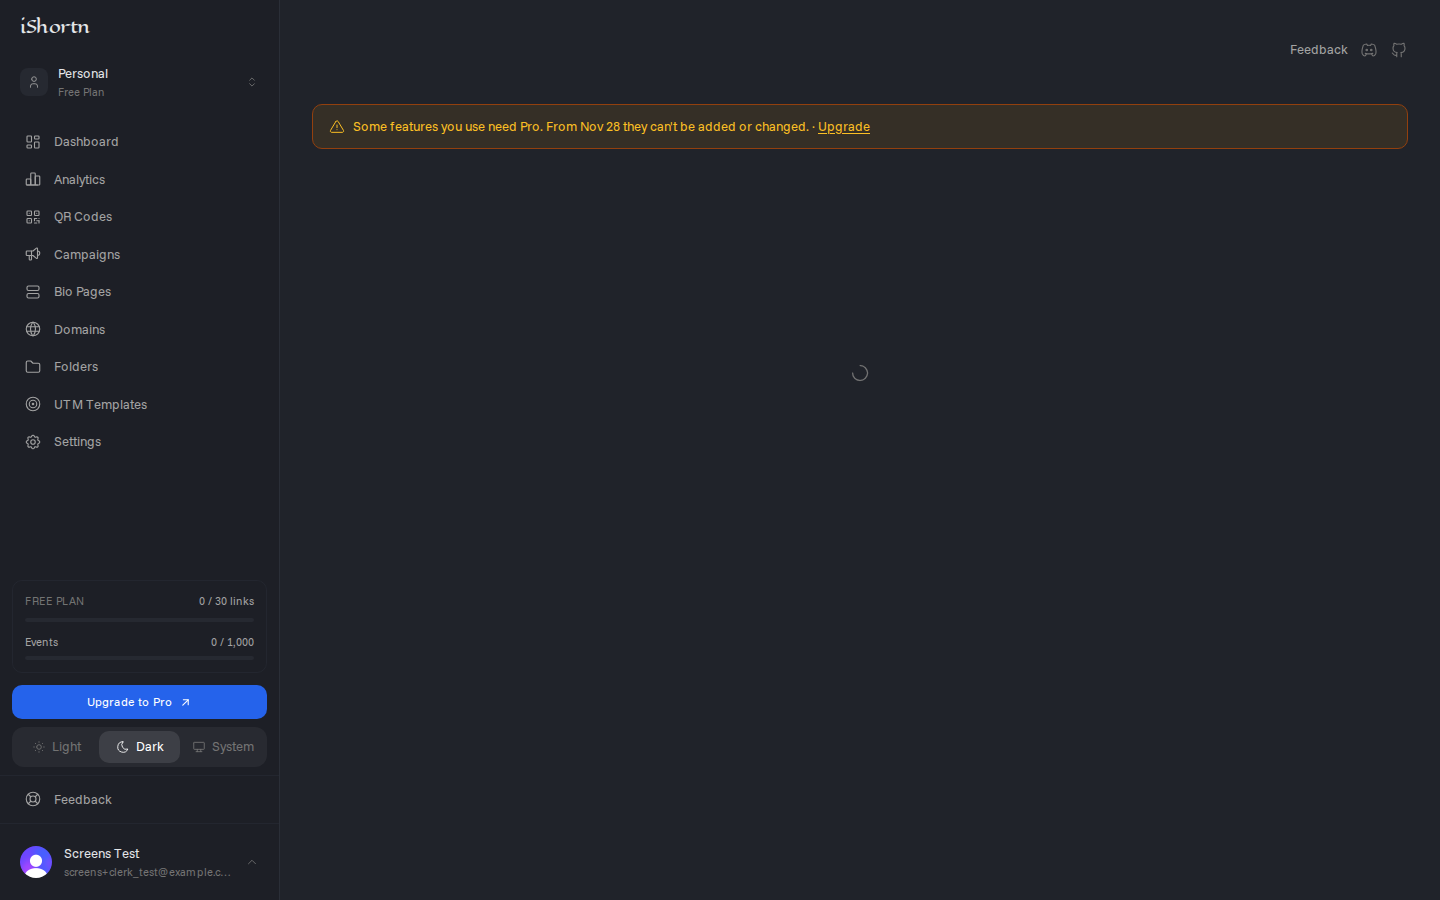 iShortn
Personal
Free Plan
Dashboard
Analytics
QR Codes
Campaigns
Bio Pages
Domains
Folders
UTM Templates
Settings
FREE PLAN 0 / 30 links
Events 0 / 1,000
Upgrade to Pro
Light Dark System
Feedback
Screens Test
screens+clerk_test@example.c...
Feedback
Some features you use need Pro. From Nov 28 they can't be added or changed. · Upgrade